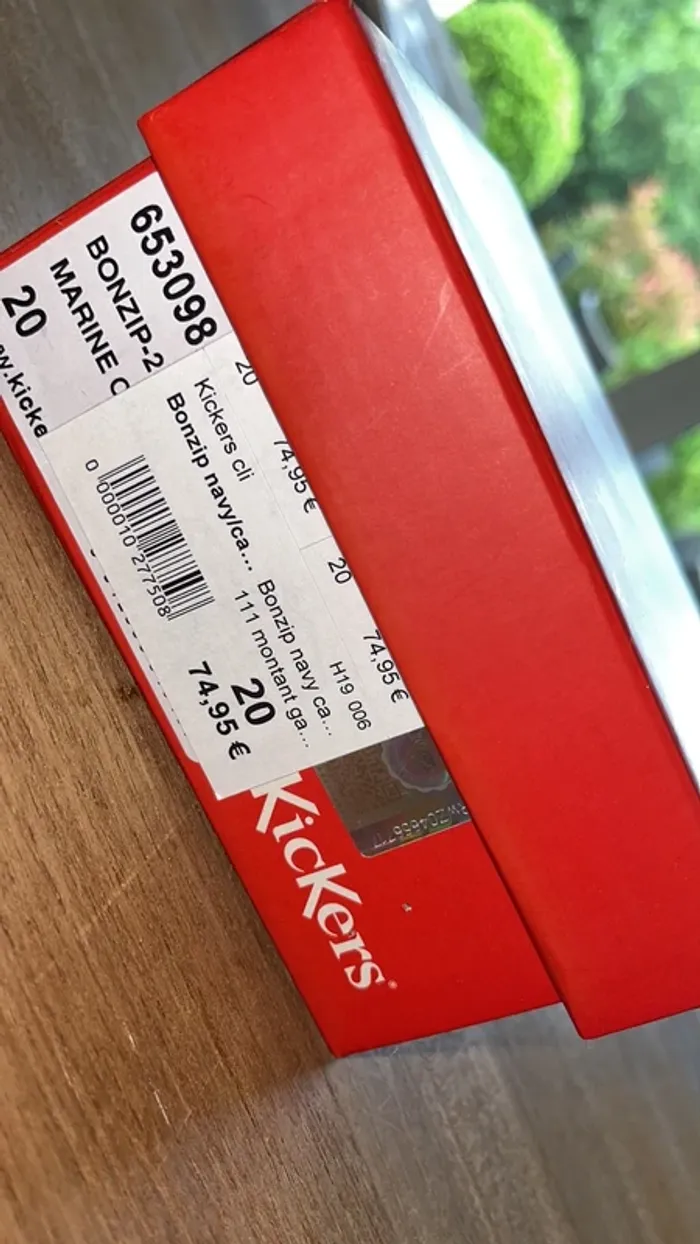 653098
BONZIP-2
MARINE C
20
w.kicke
20
74,95 €
20
74,95 €
Kickers cli
Bonzip navy/ca...
0 000010 277508
Bonzip navy ca...
111 montant ga...
H19 006
20
74,95 €
KicKers